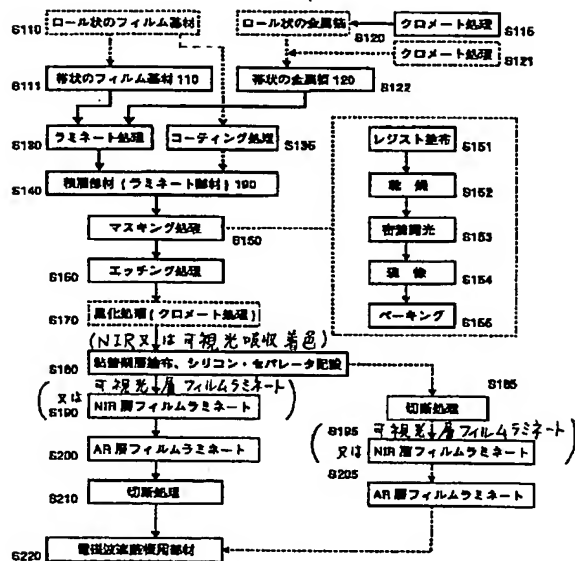 S110 ロール状のフィルム基材
ロール状の金属箔
クロメート処理 S115
S120
クロメート処理 S121
S111 帯状のフィルム基材 110
帯状の金属箔 120 S122
S130 ラミネート処理
コーティング処理 S135
S140 積層部材(ラミネート部材)190
マスキング処理 S150
レジスト塗布 S151
乾燥 S152
密着露光 S153
現像 S154
ベーキング S155
S160 エッチング処理
S170 黒化処理(クロメート処理)
(NIR又は可視光吸収着色)
S180 粘着剤層塗布、シリコン・セパレータ配設
S185
切断処理
(又は 可視光層フィルムラミネート)
S190 NIR層フィルムラミネート
S195 (可視光層フィルムラミネート)
又は NIR層フィルムラミネート
S200 AR層フィルムラミネート
S205 AR層フィルムラミネート
S210 切断処理
S220 電磁波遮蔽用部材